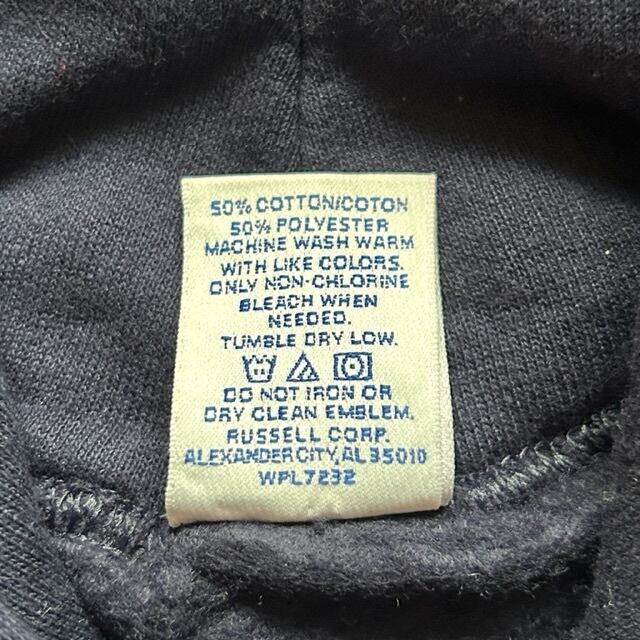 50% COTTON/COTON
50% POLYESTER
MACHINE WASH WARM
WITH LIKE COLORS.
ONLY NON-CHLORINE
BLEACH WHEN
NEEDED.
TUMBLE DRY LOW.
DO NOT IRON OR
DRY CLEAN EMBLEM.
RUSSELL CORP.
ALEXANDER CITY, AL 35010
WPL7232